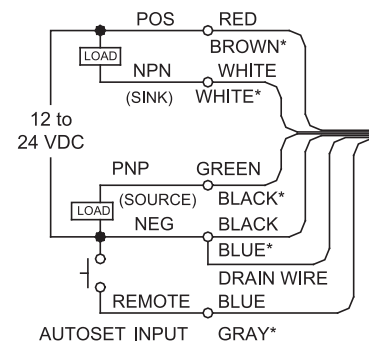 POS RED
BROWN*
LOAD
NPN WHITE
(SINK) WHITE*
12 to
24 VDC
PNP GREEN
(SOURCE) BLACK*
LOAD
NEG BLACK
BLUE*
DRAIN WIRE
REMOTE BLUE
AUTOSET INPUT GRAY*